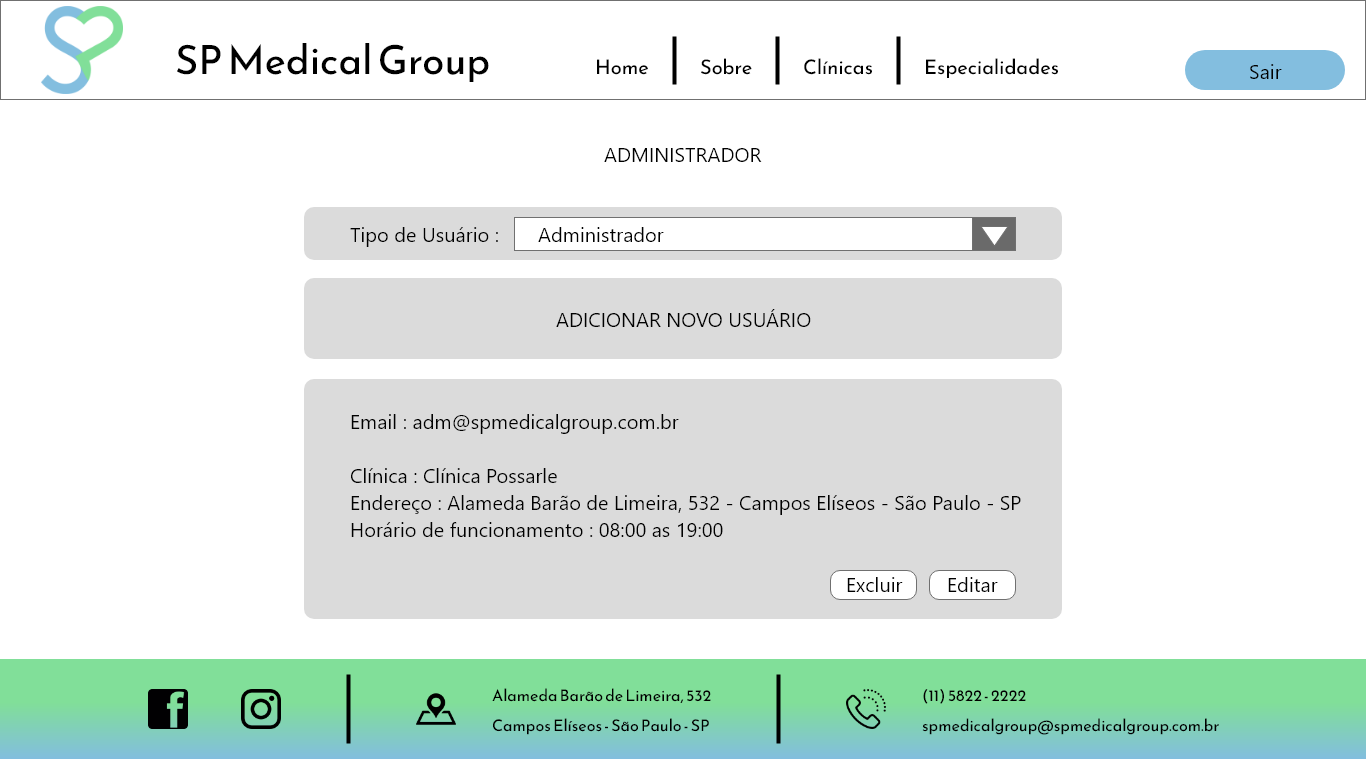 SP Medical Group
Home
Sobre
Clínicas
Especialidades
Sair
ADMINISTRADOR
Tipo de Usuário :
Administrador
ADICIONAR NOVO USUÁRIO
Email : adm@spmedicalgroup.com.br
Clínica : Clínica Possarle
Endereço : Alameda Barão de Limeira, 532 - Campos Elíseos - São Paulo - SP
Horário de funcionamento : 08:00 as 19:00
Excluir
Editar
Alameda Barão de Limeira, 532
Campos Elíseos - São Paulo - SP
(11) 5822 - 2222
spmedicalgroup@spmedicalgroup.com.br